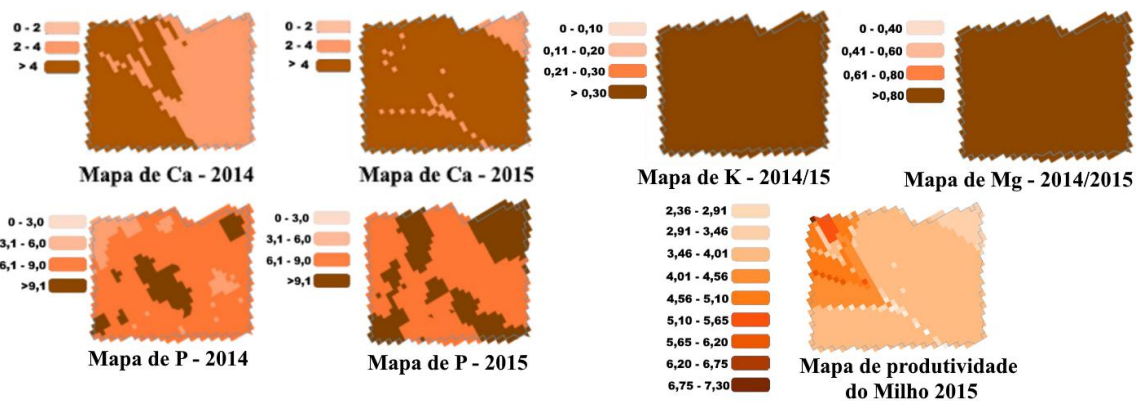 0 - 2
2 - 4
> 4
Mapa de Ca - 2014
0 - 2
2 - 4
> 4
Mapa de Ca - 2015
0 - 0,10
0,11 - 0,20
0,21 - 0,30
> 0,30
Mapa de K - 2014/15
0 - 0,40
0,41 - 0,60
0,61 - 0,80
>0,80
Mapa de Mg - 2014/2015
0 - 3,0
3,1 - 6,0
6,1 - 9,0
>9,1
Mapa de P - 2014
0 - 3,0
3,1 - 6,0
6,1 - 9,0
>9,1
Mapa de P - 2015
2,36 - 2,91
2,91 - 3,46
3,46 - 4,01
4,01 - 4,56
4,56 - 5,10
5,10 - 5,65
5,65 - 6,20
6,20 - 6,75
6,75 - 7,30
Mapa de produtividade
do Milho 2015